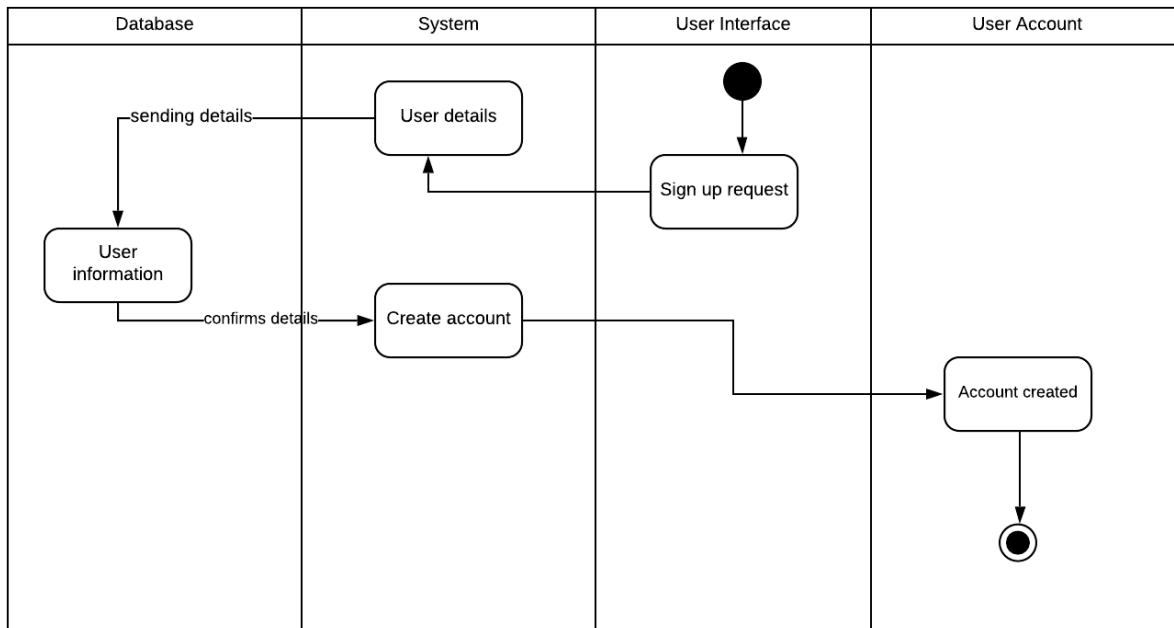 Database
System
User Interface
User Account
sending details
User details
Sign up request
User
information
confirms details
Create account
Account created